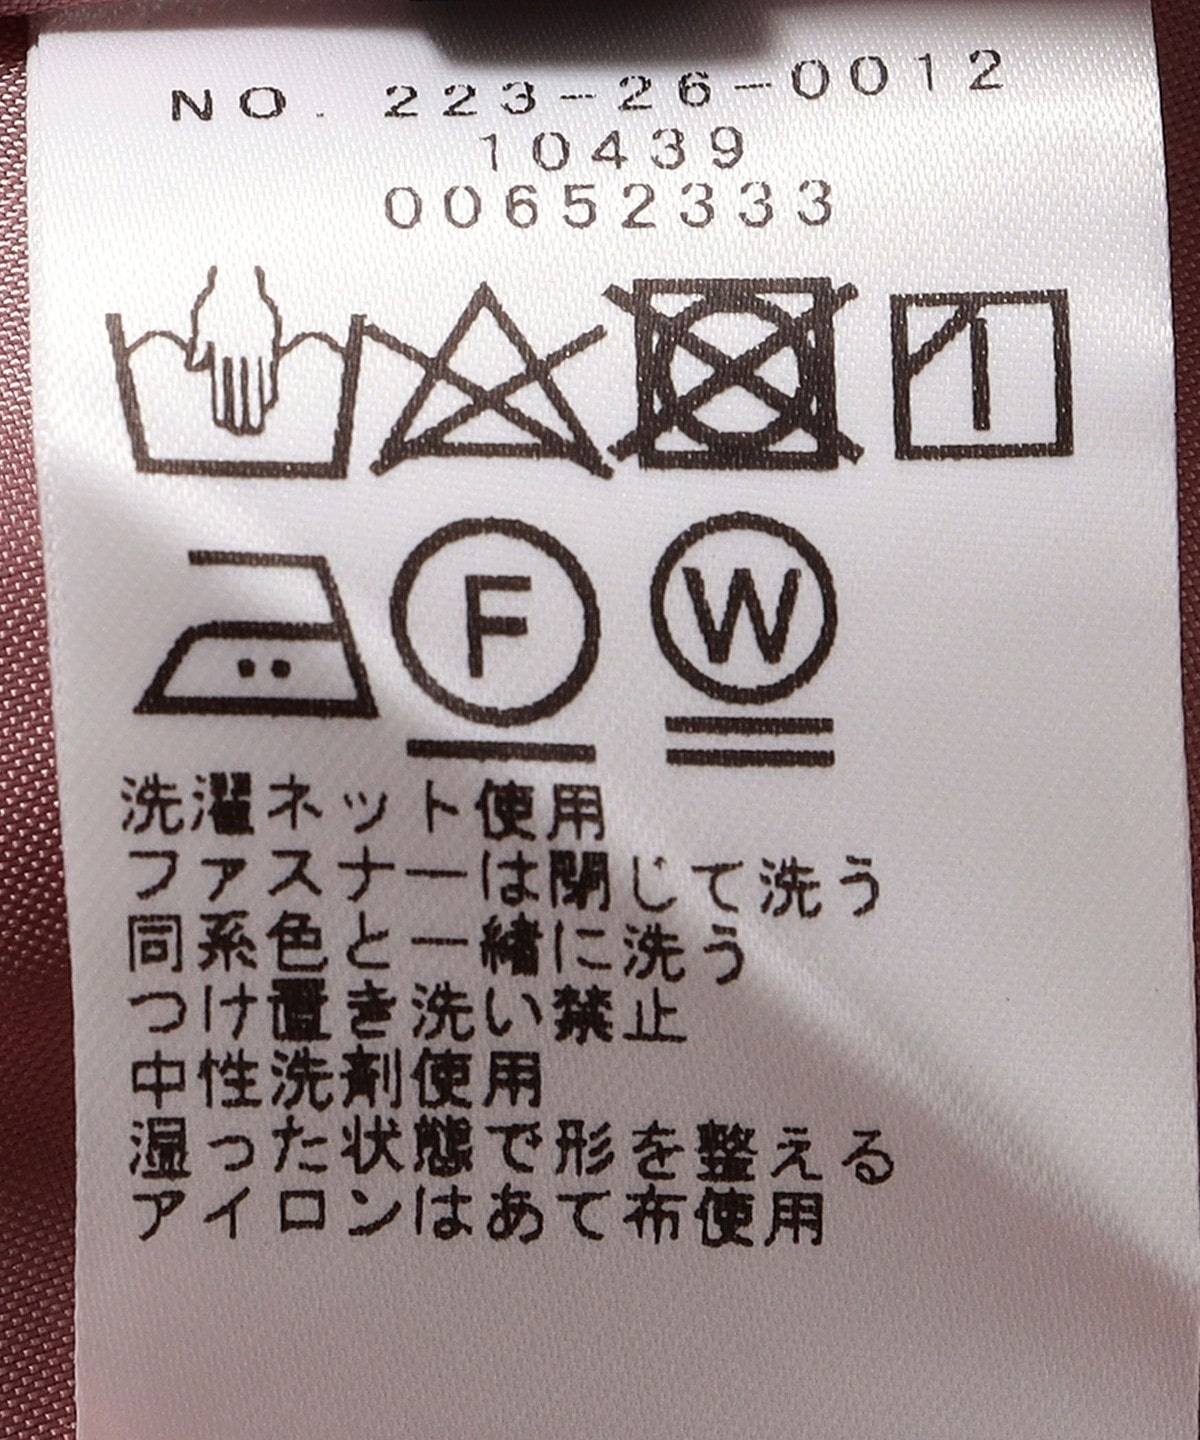 NO. 223-26-0012
10439
00652333
F W
洗濯ネット使用
ファスナーは閉じて洗う
同系色と一緒に洗う
つけ置き洗い禁止
中性洗剤使用
湿った状態で形を整える
アイロンはあて布使用